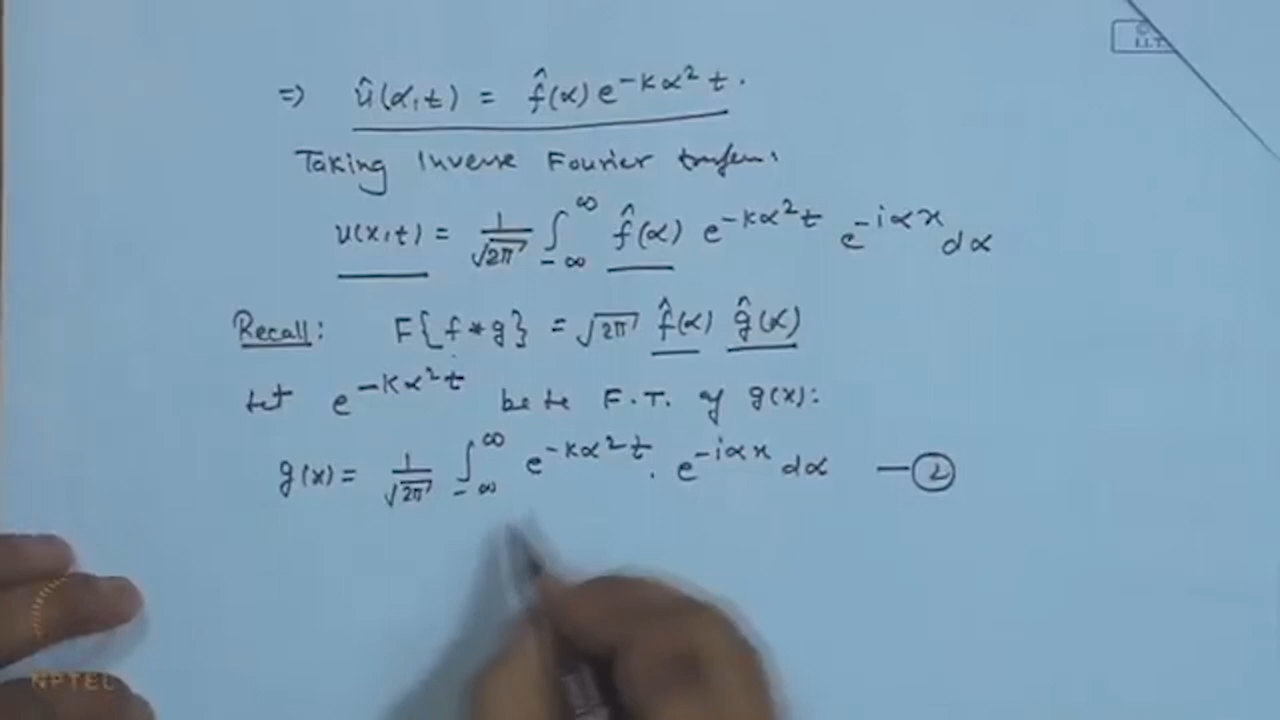 © I.I.T.
=> û(α,t) = f̂(α) e^{-kα²t}.
Taking Inverse Fourier
u(x,t) = 1/√2π ∫_{-∞}^{∞} f̂(α) e^{-kα²t} e^{-iαx} dα
Recall: F{f*g} = √2π f̂(α) ĝ(α)
let e^{-kα²t} be the F.T. of g(x):
g(x) = 1/√2π ∫_{-∞}^{∞} e^{-kα²t}. e^{-iαx} dα —②
NPTEL